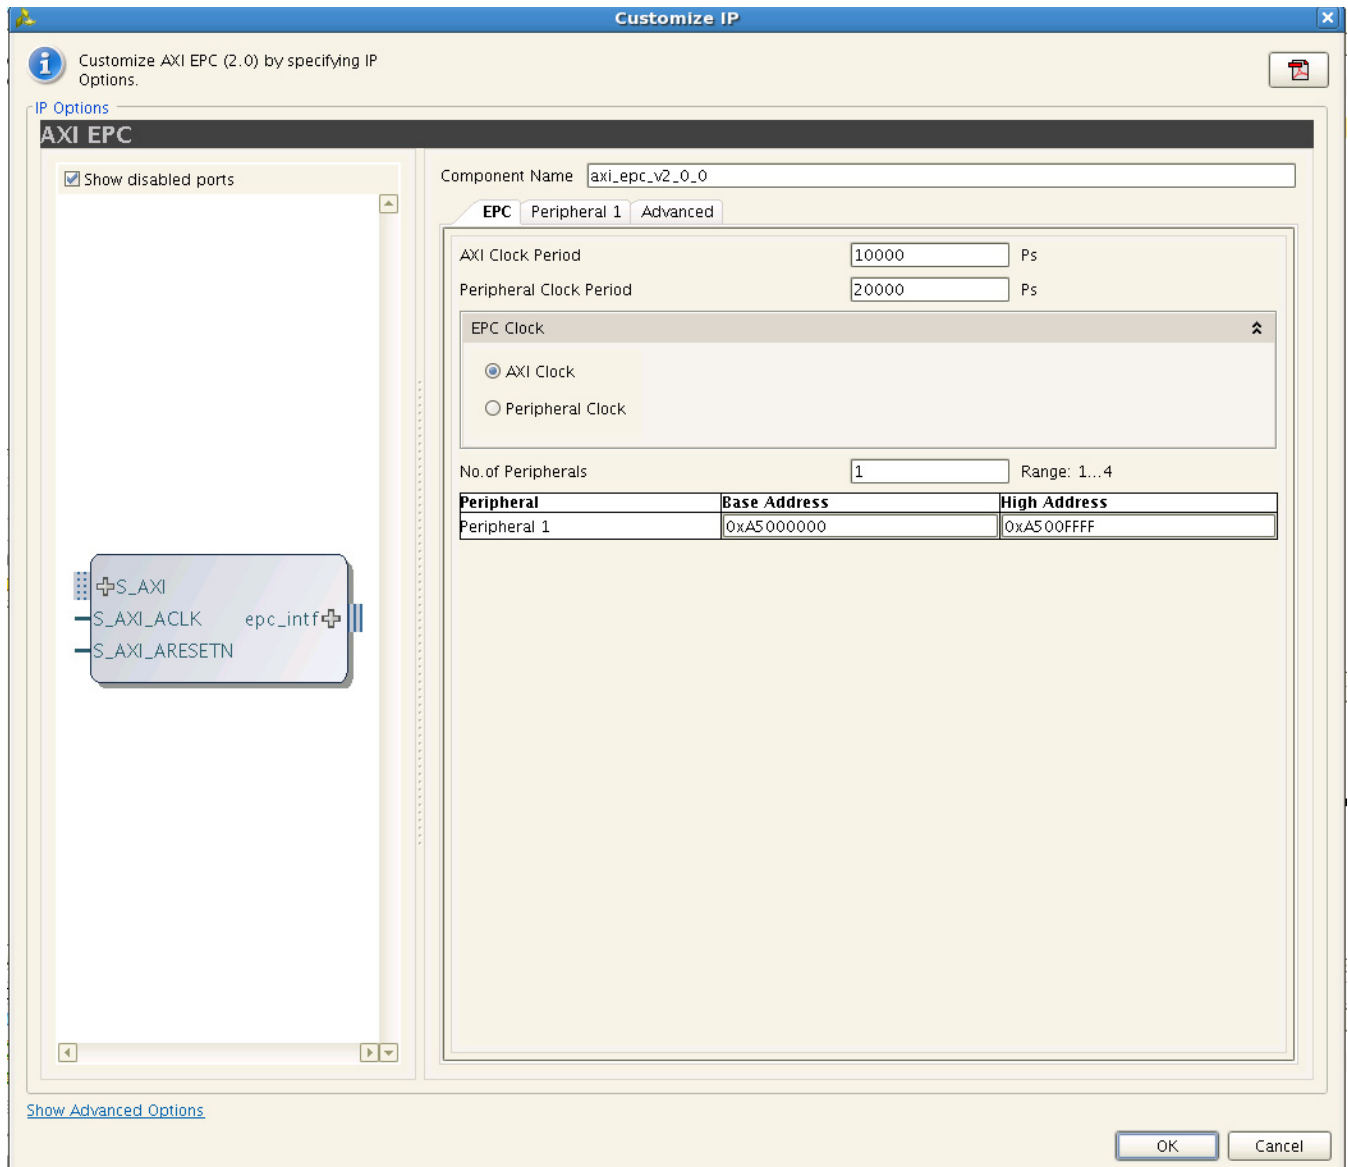 Customize IP
Customize AXI EPC (2.0) by specifying IP
Options.
IP Options
AXI EPC
Show disabled ports
Component Name axi_epc_v2_0_0
EPC Peripheral 1 Advanced
AXI Clock Period 10000 Ps
Peripheral Clock Period 20000 Ps
EPC Clock
AXI Clock
Peripheral Clock
No.of Peripherals 1 Range: 1...4
Peripheral Base Address High Address
Peripheral 1 0xA5000000 0xA500FFFF
S_AXI
S_AXI_ACLK epc_intf
S_AXI_ARESETN
Show Advanced Options
OK Cancel